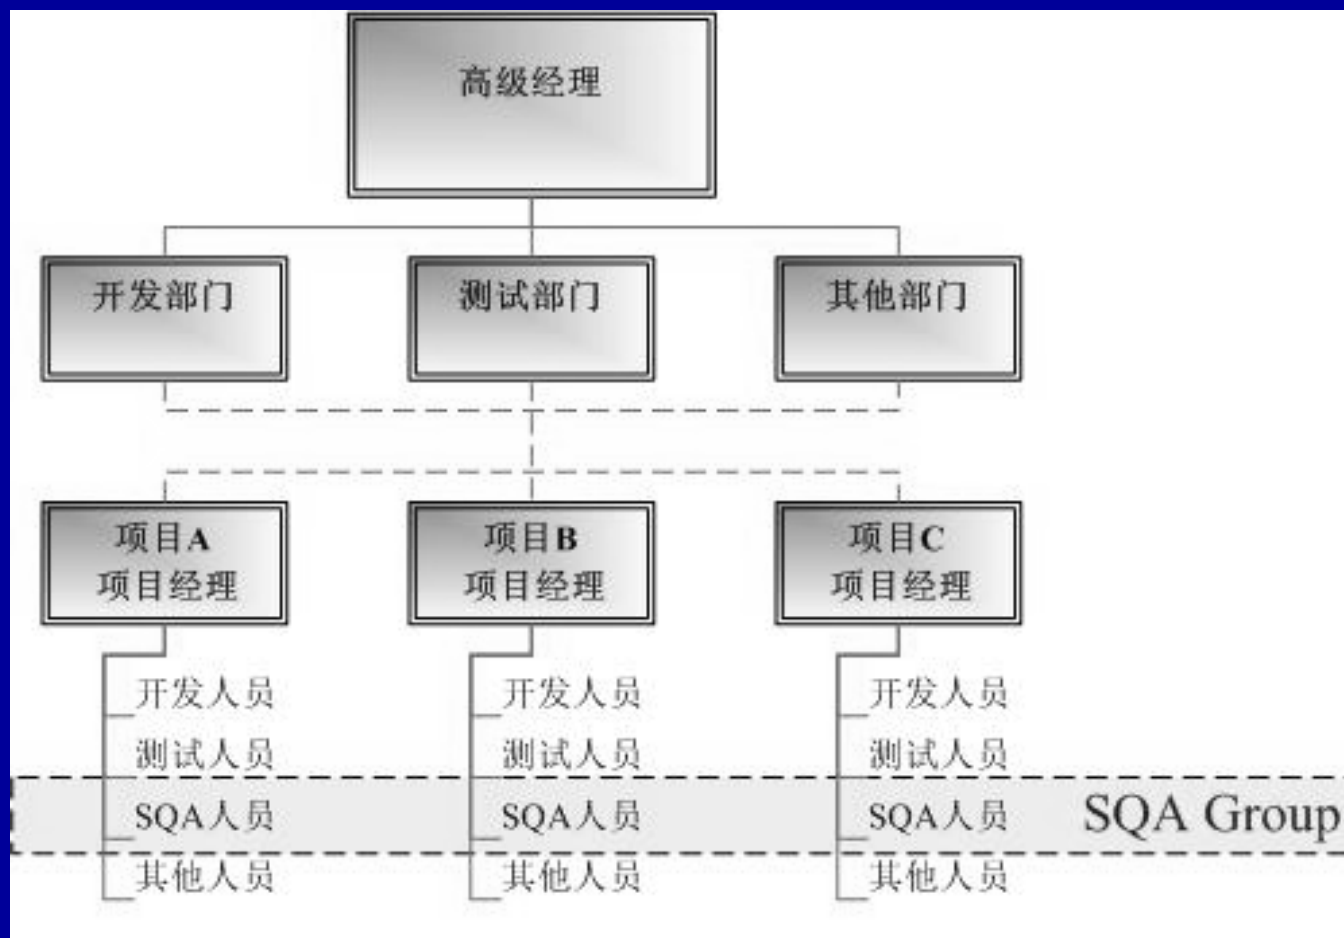 高级经理
开发部门
测试部门
其他部门
项目A
项目经理
项目B
项目经理
项目C
项目经理
开发人员
测试人员
SQA人员
其他人员
开发人员
测试人员
SQA人员
其他人员
开发人员
测试人员
SQA人员
其他人员
SQA Group